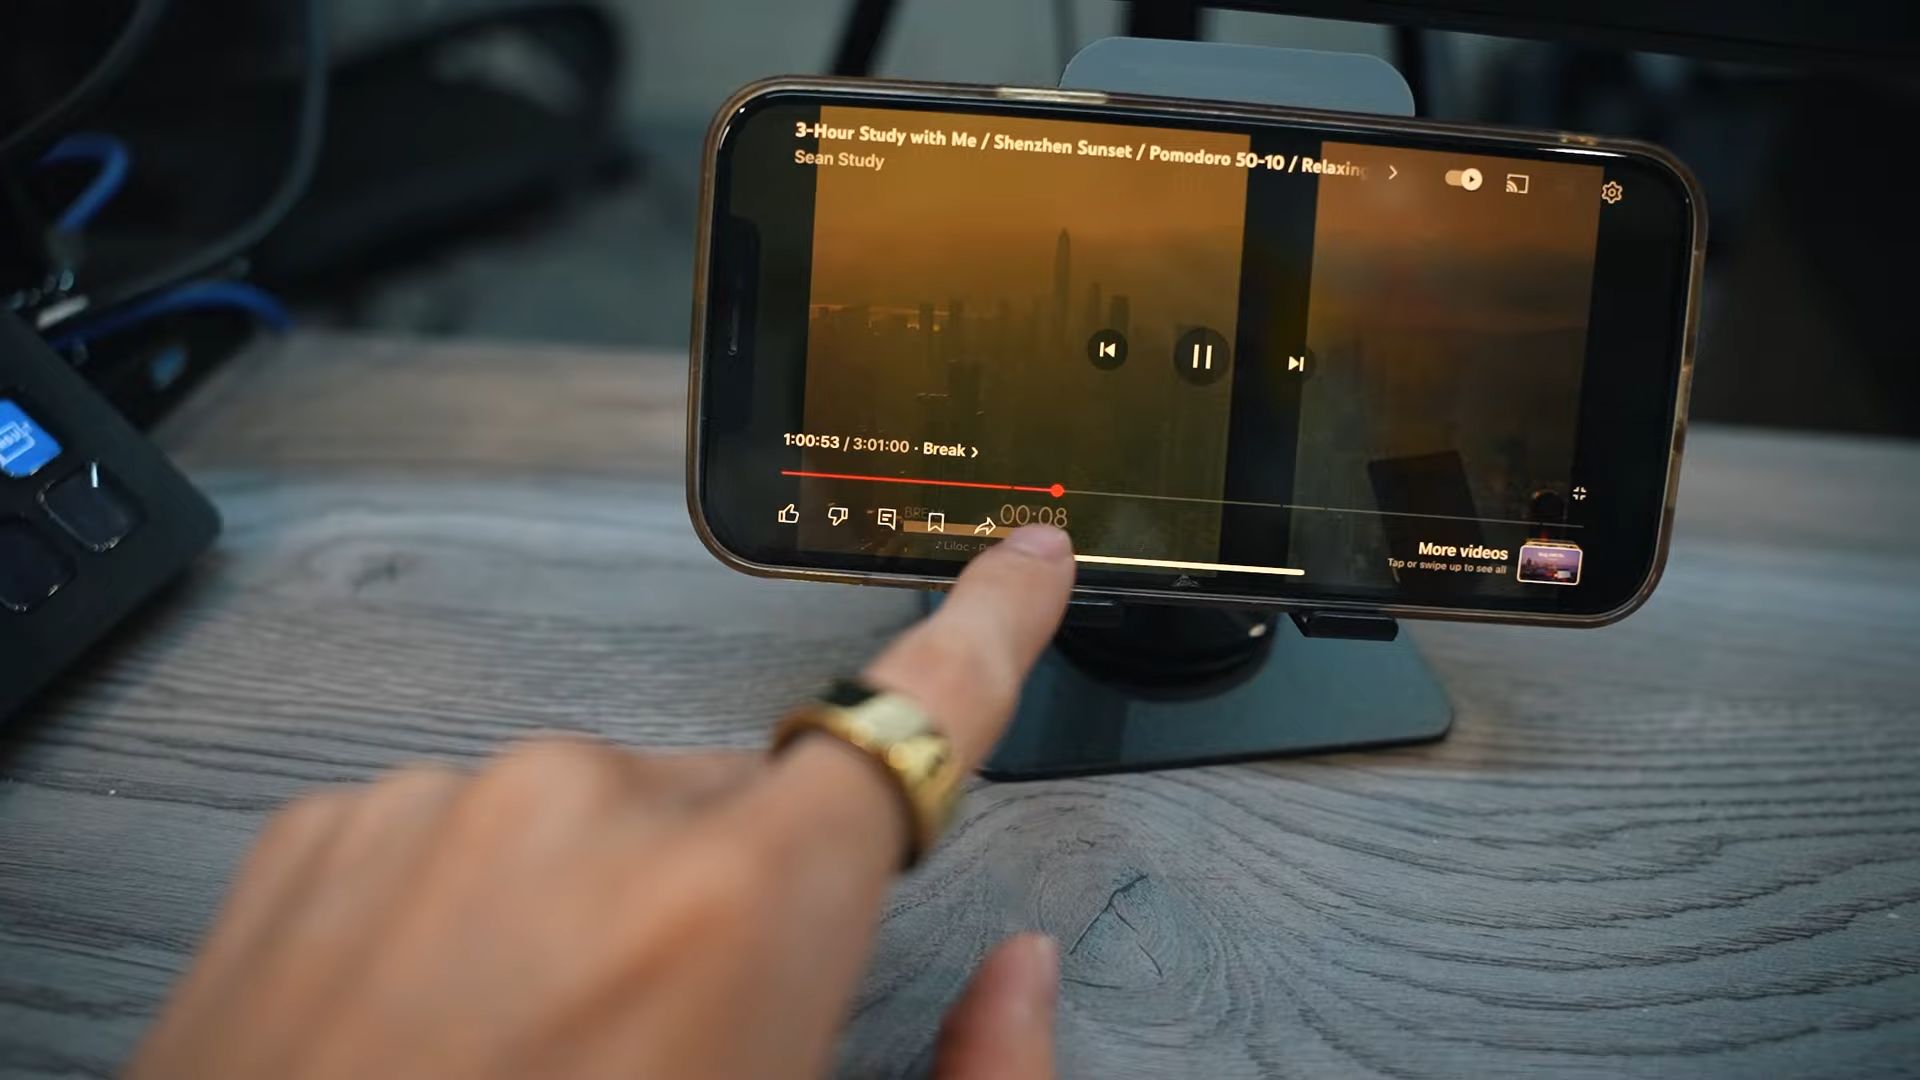 3-Hour Study with Me / Shenzhen Sunset / Pomodoro 50-10 / Relaxing
Sean Study
1:00:53 / 3:01:00 · Break
00:08
♪ Lilac -
More videos
Tap or swipe up to see all